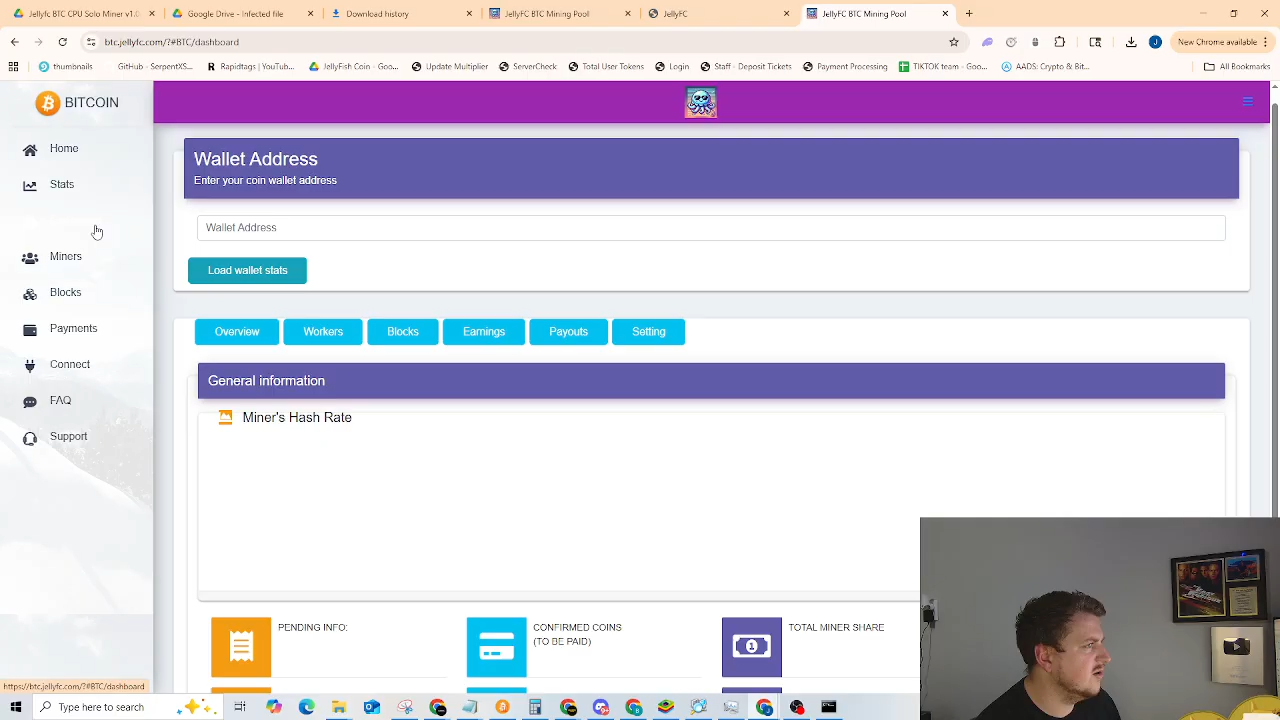 Jellyfc BTC CPU Solo Miner v1.0
Google Drive - Infected file
Download history
JellyFC BTC Mining Pool
JellyFC
JellyFC BTC Mining Pool
btc.jellyfc.com/?#BTC/dashboard
New Chrome available
thumbnails
GitHub - SerpentXS...
Rapidtags | YouTube...
JellyFish Coin - Goo...
Update Multiplier
ServerCheck
Total User Tokens
Login
Staff - Deposit Tickets
Payment Processing
TIKTOK team - Goo...
AADS: Crypto & Bit...
All Bookmarks
BITCOIN
Home
Stats
Miners
Blocks
Payments
Connect
FAQ
Support
Wallet Address
Enter your coin wallet address
Wallet Address
Load wallet stats
Overview
Workers
Blocks
Earnings
Payouts
Setting
General information
Miner's Hash Rate
PENDING INFO:
CONFIRMED COINS
(TO BE PAID)
TOTAL MINER SHARE
https://btc.jellyfc.com/?#BTC/dashboard
Type here to search